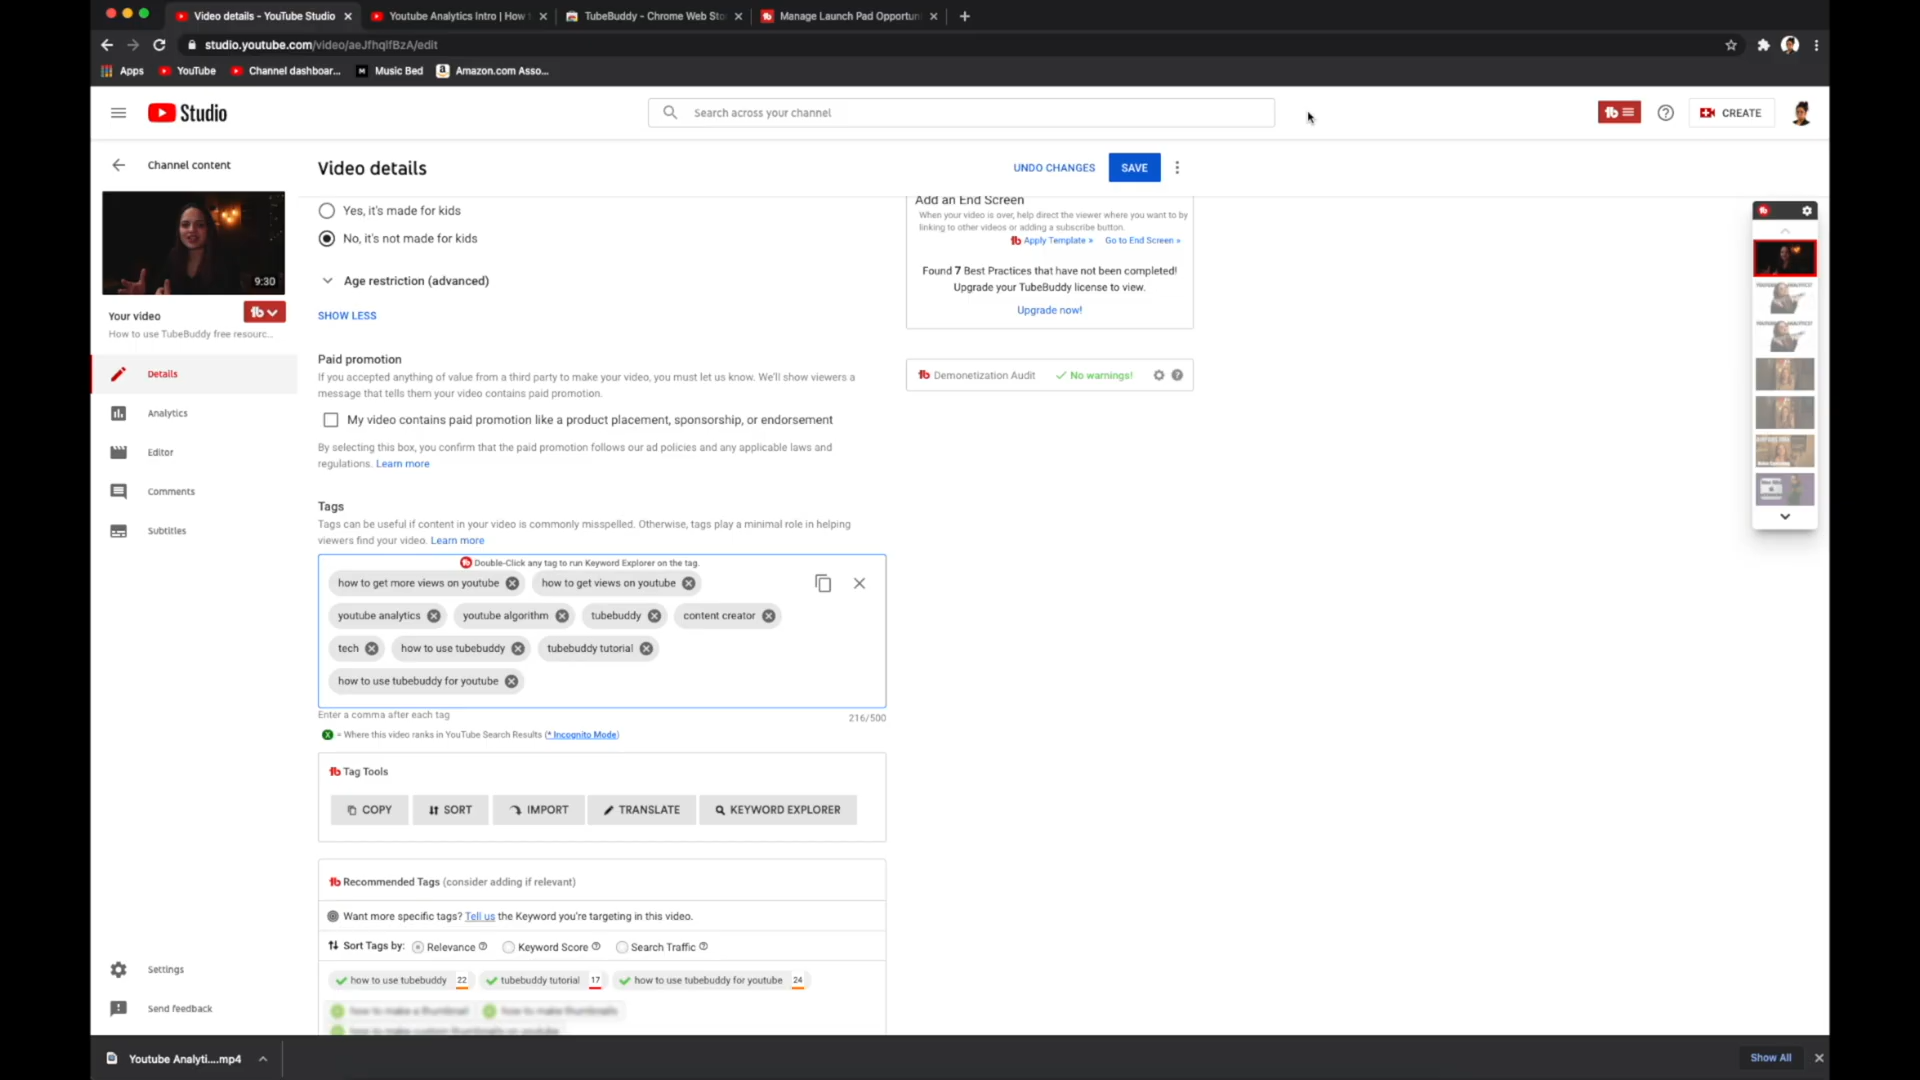 Video details - YouTube Studio
Youtube Analytics Intro | How
TubeBuddy - Chrome Web Sto
Manage Launch Pad Opportun
studio.youtube.com/video/aeJfhqlfBzA/edit
Apps
YouTube
Channel dashboar...
Music Bed
Amazon.com Asso...
Studio
Search across your channel
CREATE
Channel content
Video details
UNDO CHANGES
SAVE
9:30
Your video
How to use TubeBuddy free resourc...
Details
Analytics
Editor
Comments
Subtitles
Settings
Send feedback
Yes, it's made for kids
No, it's not made for kids
Age restriction (advanced)
SHOW LESS
Paid promotion
If you accepted anything of value from a third party to make your video, you must let us know. We'll show viewers a
message that tells them your video contains paid promotion.
My video contains paid promotion like a product placement, sponsorship, or endorsement
By selecting this box, you confirm that the paid promotion follows our ad policies and any applicable laws and
regulations. Learn more
Tags
Tags can be useful if content in your video is commonly misspelled. Otherwise, tags play a minimal role in helping
viewers find your video. Learn more
Double-Click any tag to run Keyword Explorer on the tag.
how to get more views on youtube how to get views on youtube
youtube analytics youtube algorithm tubebuddy content creator
tech how to use tubebuddy tubebuddy tutorial
how to use tubebuddy for youtube
Enter a comma after each tag
216/500
X = Where this video ranks in YouTube Search Results (* Incognito Mode)
Tag Tools
COPY SORT IMPORT TRANSLATE KEYWORD EXPLORER
Recommended Tags (consider adding if relevant)
Want more specific tags? Tell us the Keyword you're targeting in this video.
Sort Tags by: Relevance Keyword Score Search Traffic
how to use tubebuddy 22 tubebuddy tutorial 17 how to use tubebuddy for youtube 24
how to make a thumbnail how to make thumbnails
how to make custom thumbnails on youtube
Add an End Screen
When your video is over, help direct the viewer where you want to by
linking to other videos or adding a subscribe button.
Apply Template » Go to End Screen »
Found 7 Best Practices that have not been completed!
Upgrade your TubeBuddy license to view.
Upgrade now!
Demonetization Audit No warnings!
Youtube Analyti....mp4
Show All